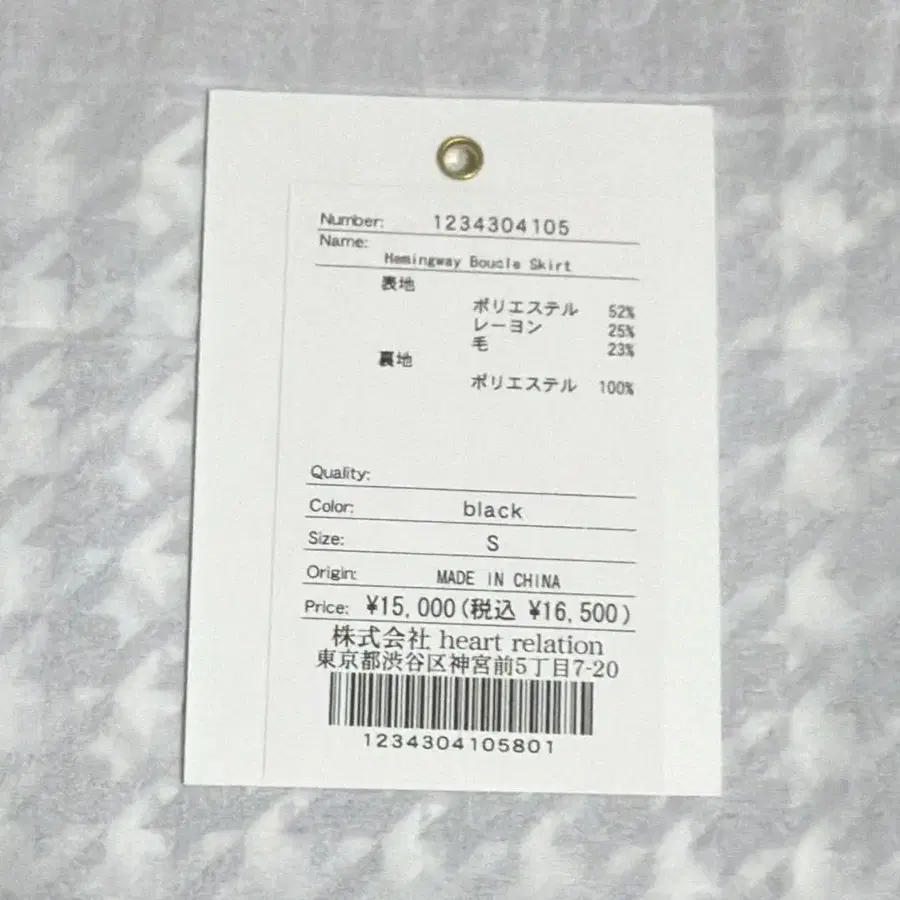 Number: 1234304105
Name:
Hemingway Boucle Skirt
表地
ポリエステル 52%
レーヨン 25%
毛 23%
裏地
ポリエステル 100%
Quality:
Color: black
Size: S
Origin: MADE IN CHINA
Price: ¥15,000(税込 ¥16,500)
株式会社 heart relation
東京都渋谷区神宮前5丁目7-20
1234304105801